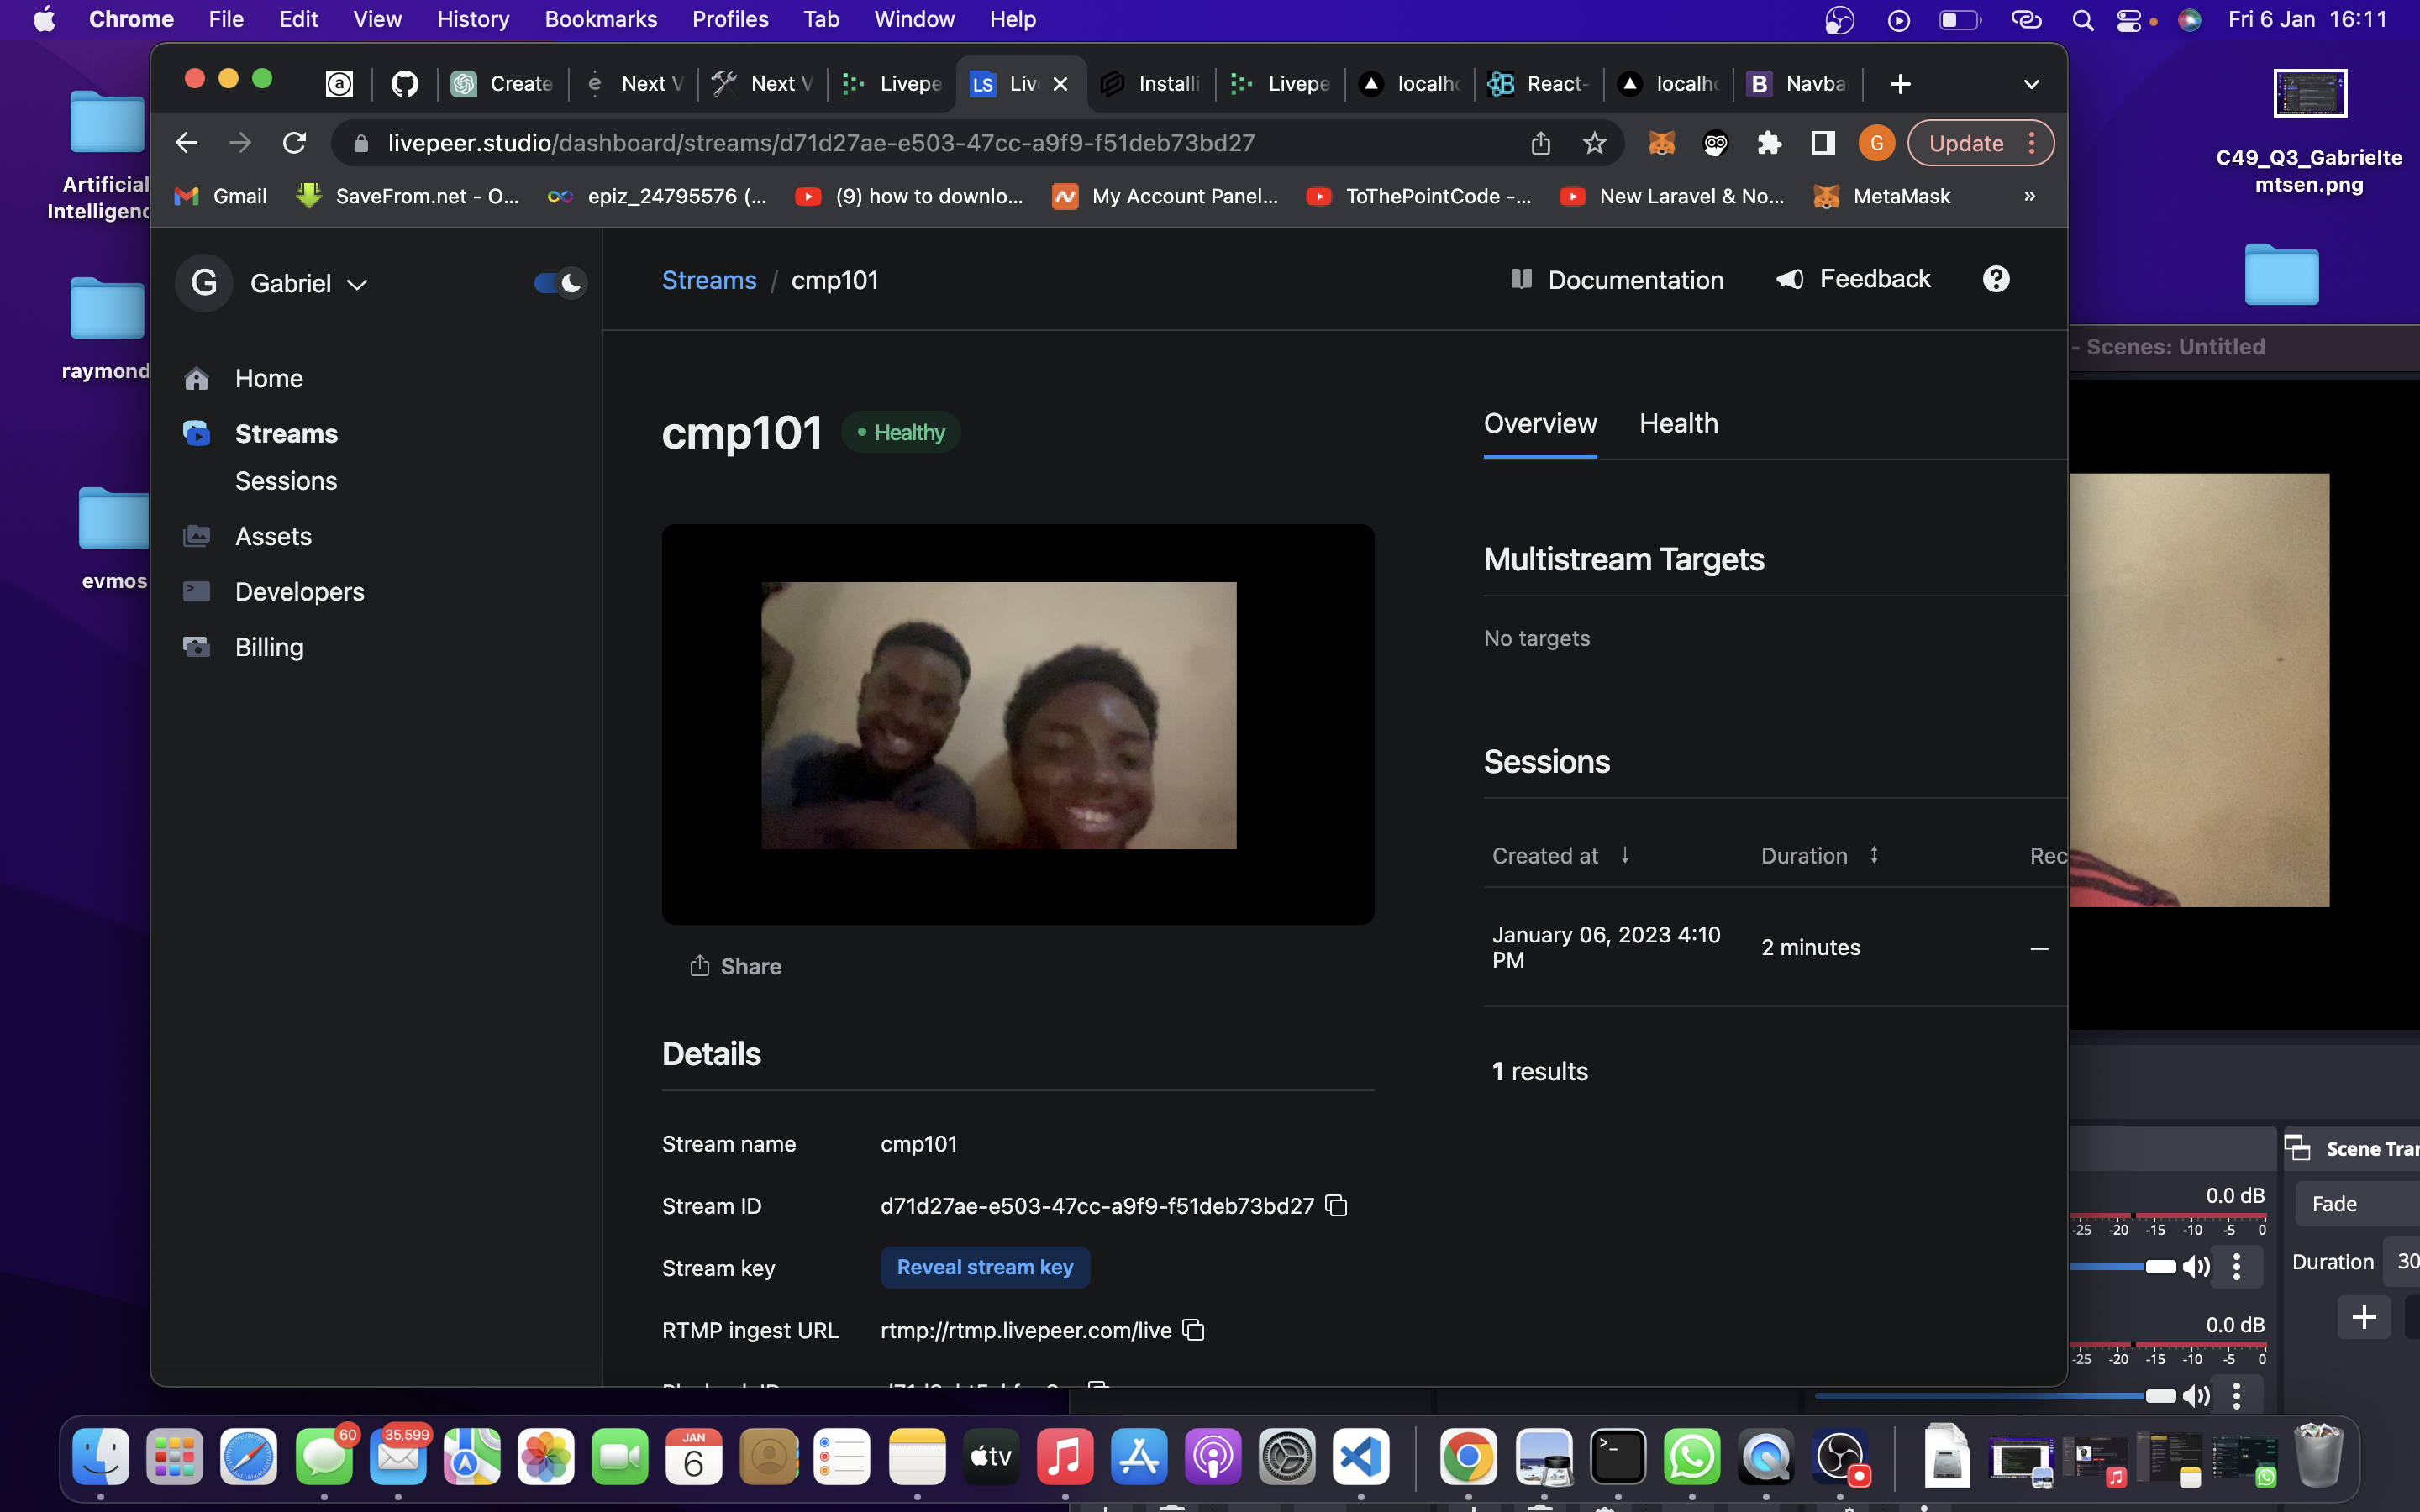 Chrome File Edit View History Bookmarks Profiles Tab Window Help Fri 6 Jan 16:11
Create Next Next Livepe LS Liv Installi Livepe localho React- localho B Navba
livepeer.studio/dashboard/streams/d71d27ae-e503-47cc-a9f9-f51deb73bd27 G Update
Gmail SaveFrom.net - O... epiz_24795576 (... (9) how to downlo... My Account Panel... ToThePointCode -... New Laravel & No... MetaMask »
Artificial
Intelligenc
raymond
evmos
C49_Q3_Gabrielte
mtsen.png
G Gabriel
Home
Streams
Sessions
Assets
Developers
Billing
Streams / cmp101
Documentation Feedback ?
cmp101 Healthy
Share
Details
Stream name cmp101
Stream ID d71d27ae-e503-47cc-a9f9-f51deb73bd27
Stream key Reveal stream key
RTMP ingest URL rtmp://rtmp.livepeer.com/live
Overview Health
Multistream Targets
No targets
Sessions
Created at Duration Rec
January 06, 2023 4:10
PM
2 minutes —
1 results
- Scenes: Untitled
Scene Tran
0.0 dB
-25 -20 -15 -10 -5 0
Fade
Duration 30
0.0 dB
-25 -20 -15 -10 -5 0
60 35,599 JAN 6 tv